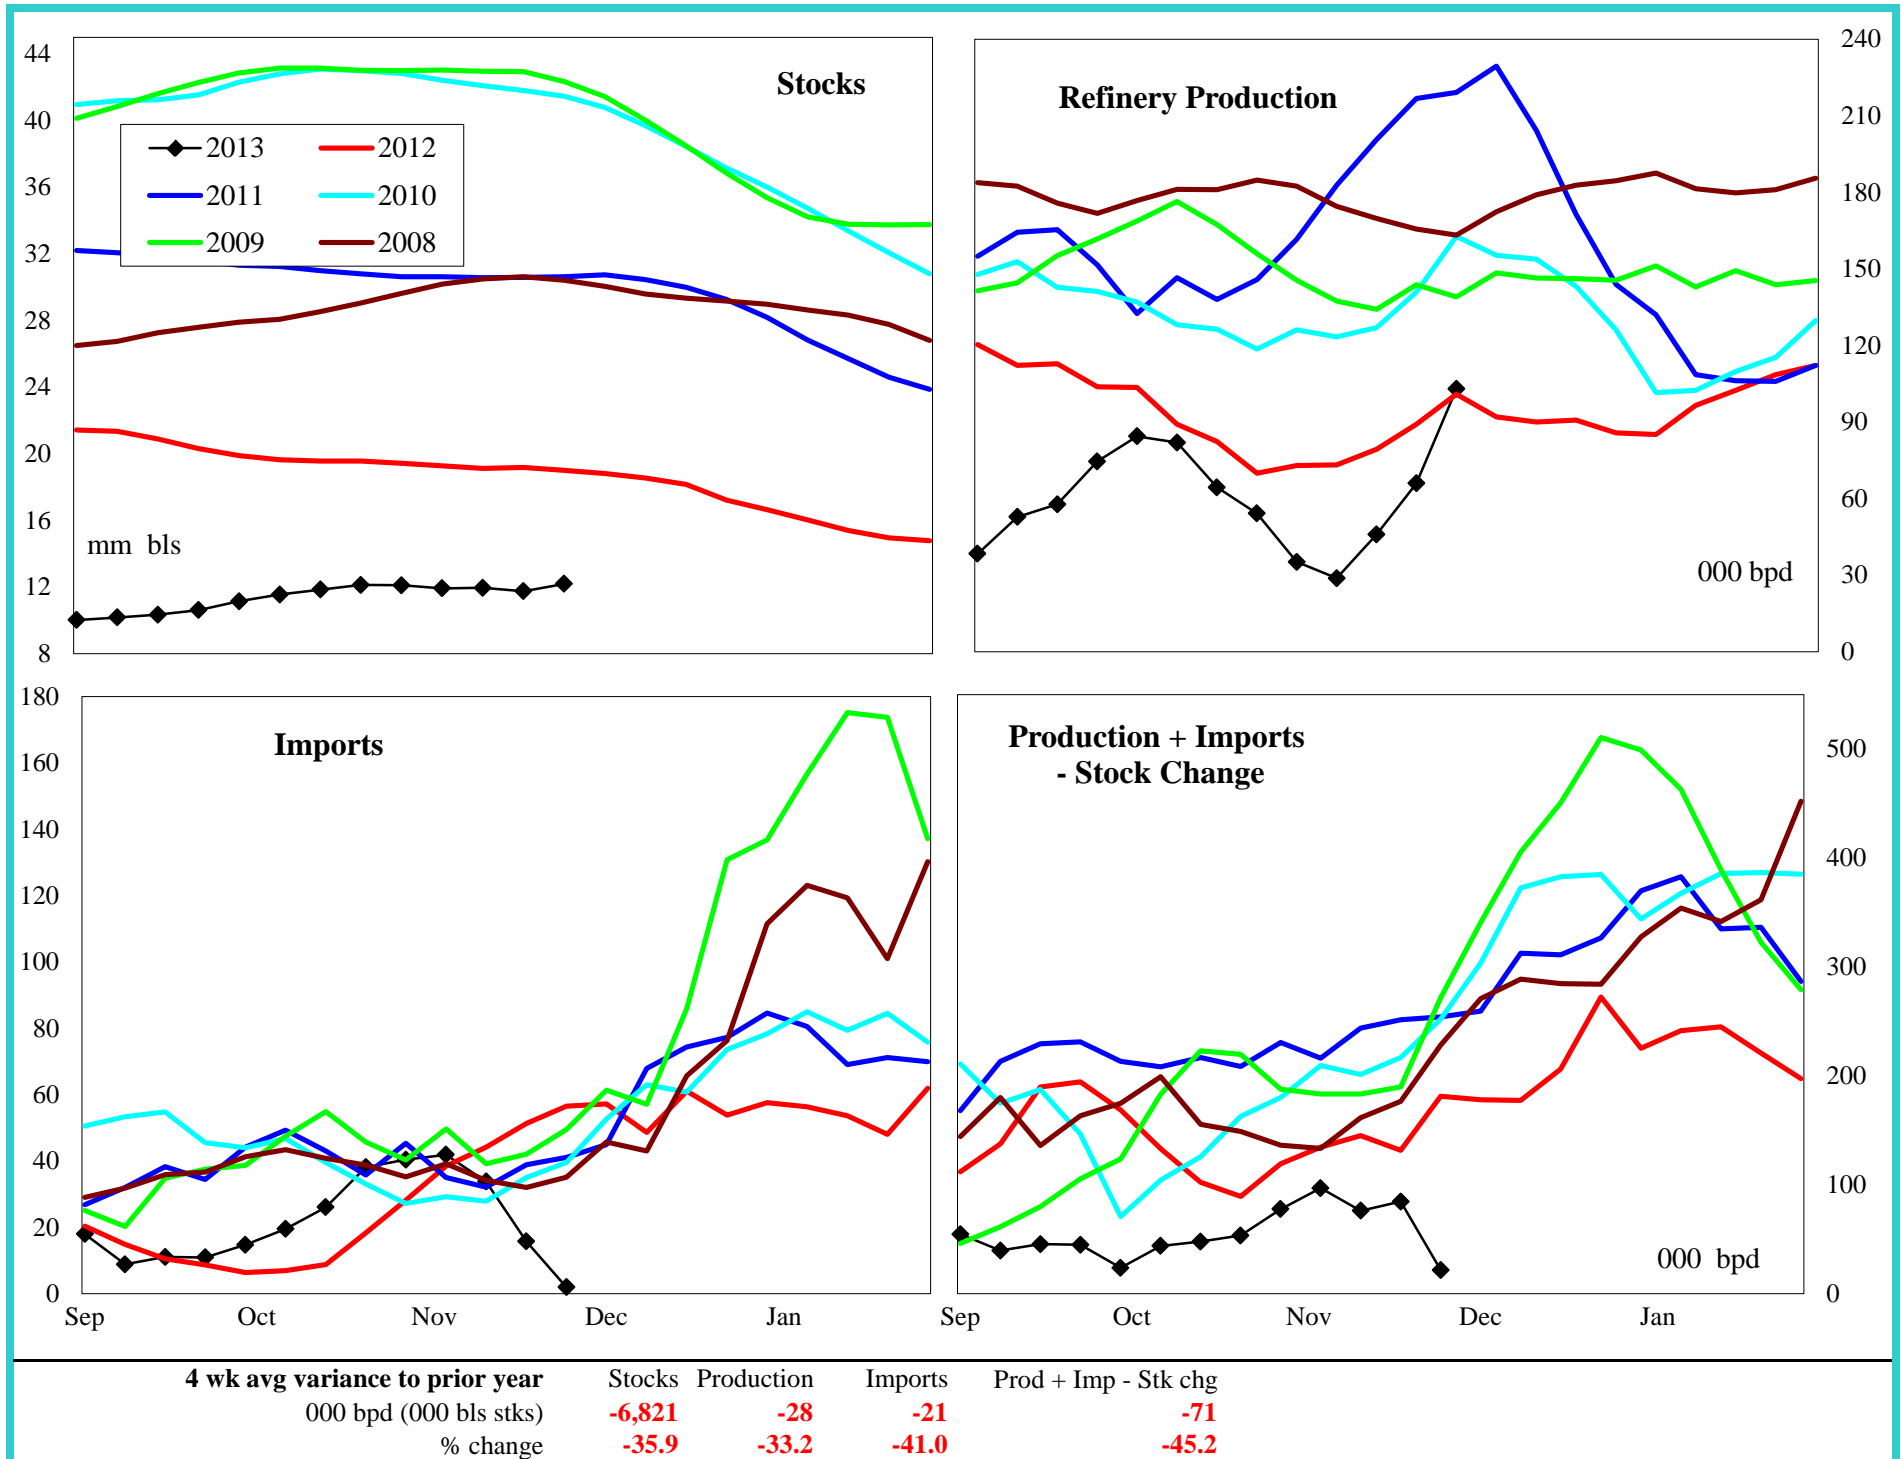 Stocks
44
40
36
32
28
24
20
16
12
8
2013 2012
2011 2010
2009 2008
mm bls
Refinery Production
240
210
180
150
120
90
60
30
0
000 bpd
Imports
180
160
140
120
100
80
60
40
20
0
Sep Oct Nov Dec Jan
Production + Imports
- Stock Change
500
400
300
200
100
0
000 bpd
Sep Oct Nov Dec Jan
4 wk avg variance to prior year Stocks Production Imports Prod + Imp - Stk chg
000 bpd (000 bls stks) -6,821 -28 -21 -71
% change -35.9 -33.2 -41.0 -45.2